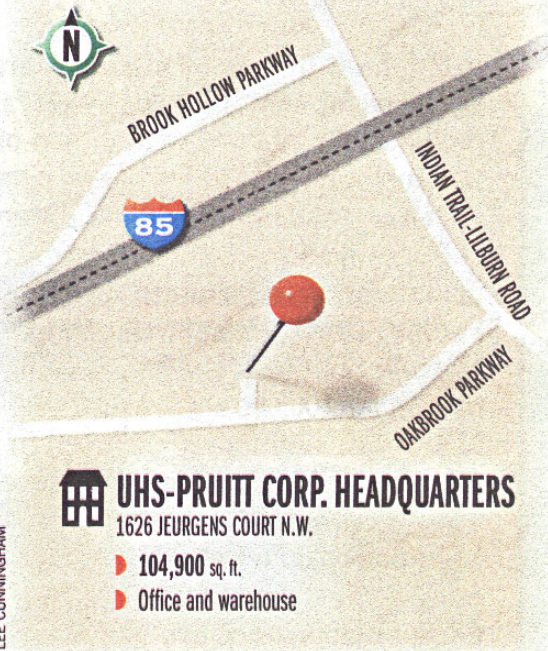 N
BROOK HOLLOW PARKWAY
85
INDIAN TRAIL-LILBURN ROAD
OAKBROOK PARKWAY
UHS-PRUITT CORP. HEADQUARTERS
1626 JEURGENS COURT N.W.
104,900 sq. ft.
Office and warehouse
LEE CUNNINGHAM